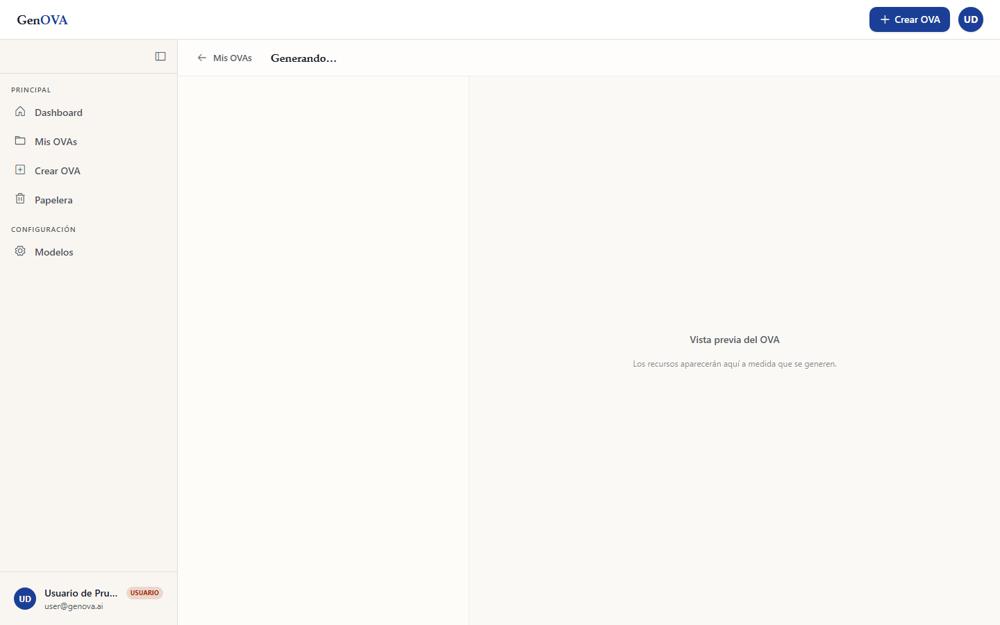 GenOVA
Crear OVA
UD
Mis OVAs
Generando...
PRINCIPAL
Dashboard
Mis OVAs
Crear OVA
Papelera
CONFIGURACIÓN
Modelos
Vista previa del OVA
Los recursos aparecerán aquí a medida que se generen.
UD
Usuario de Pru...
USUARIO
user@genova.ai